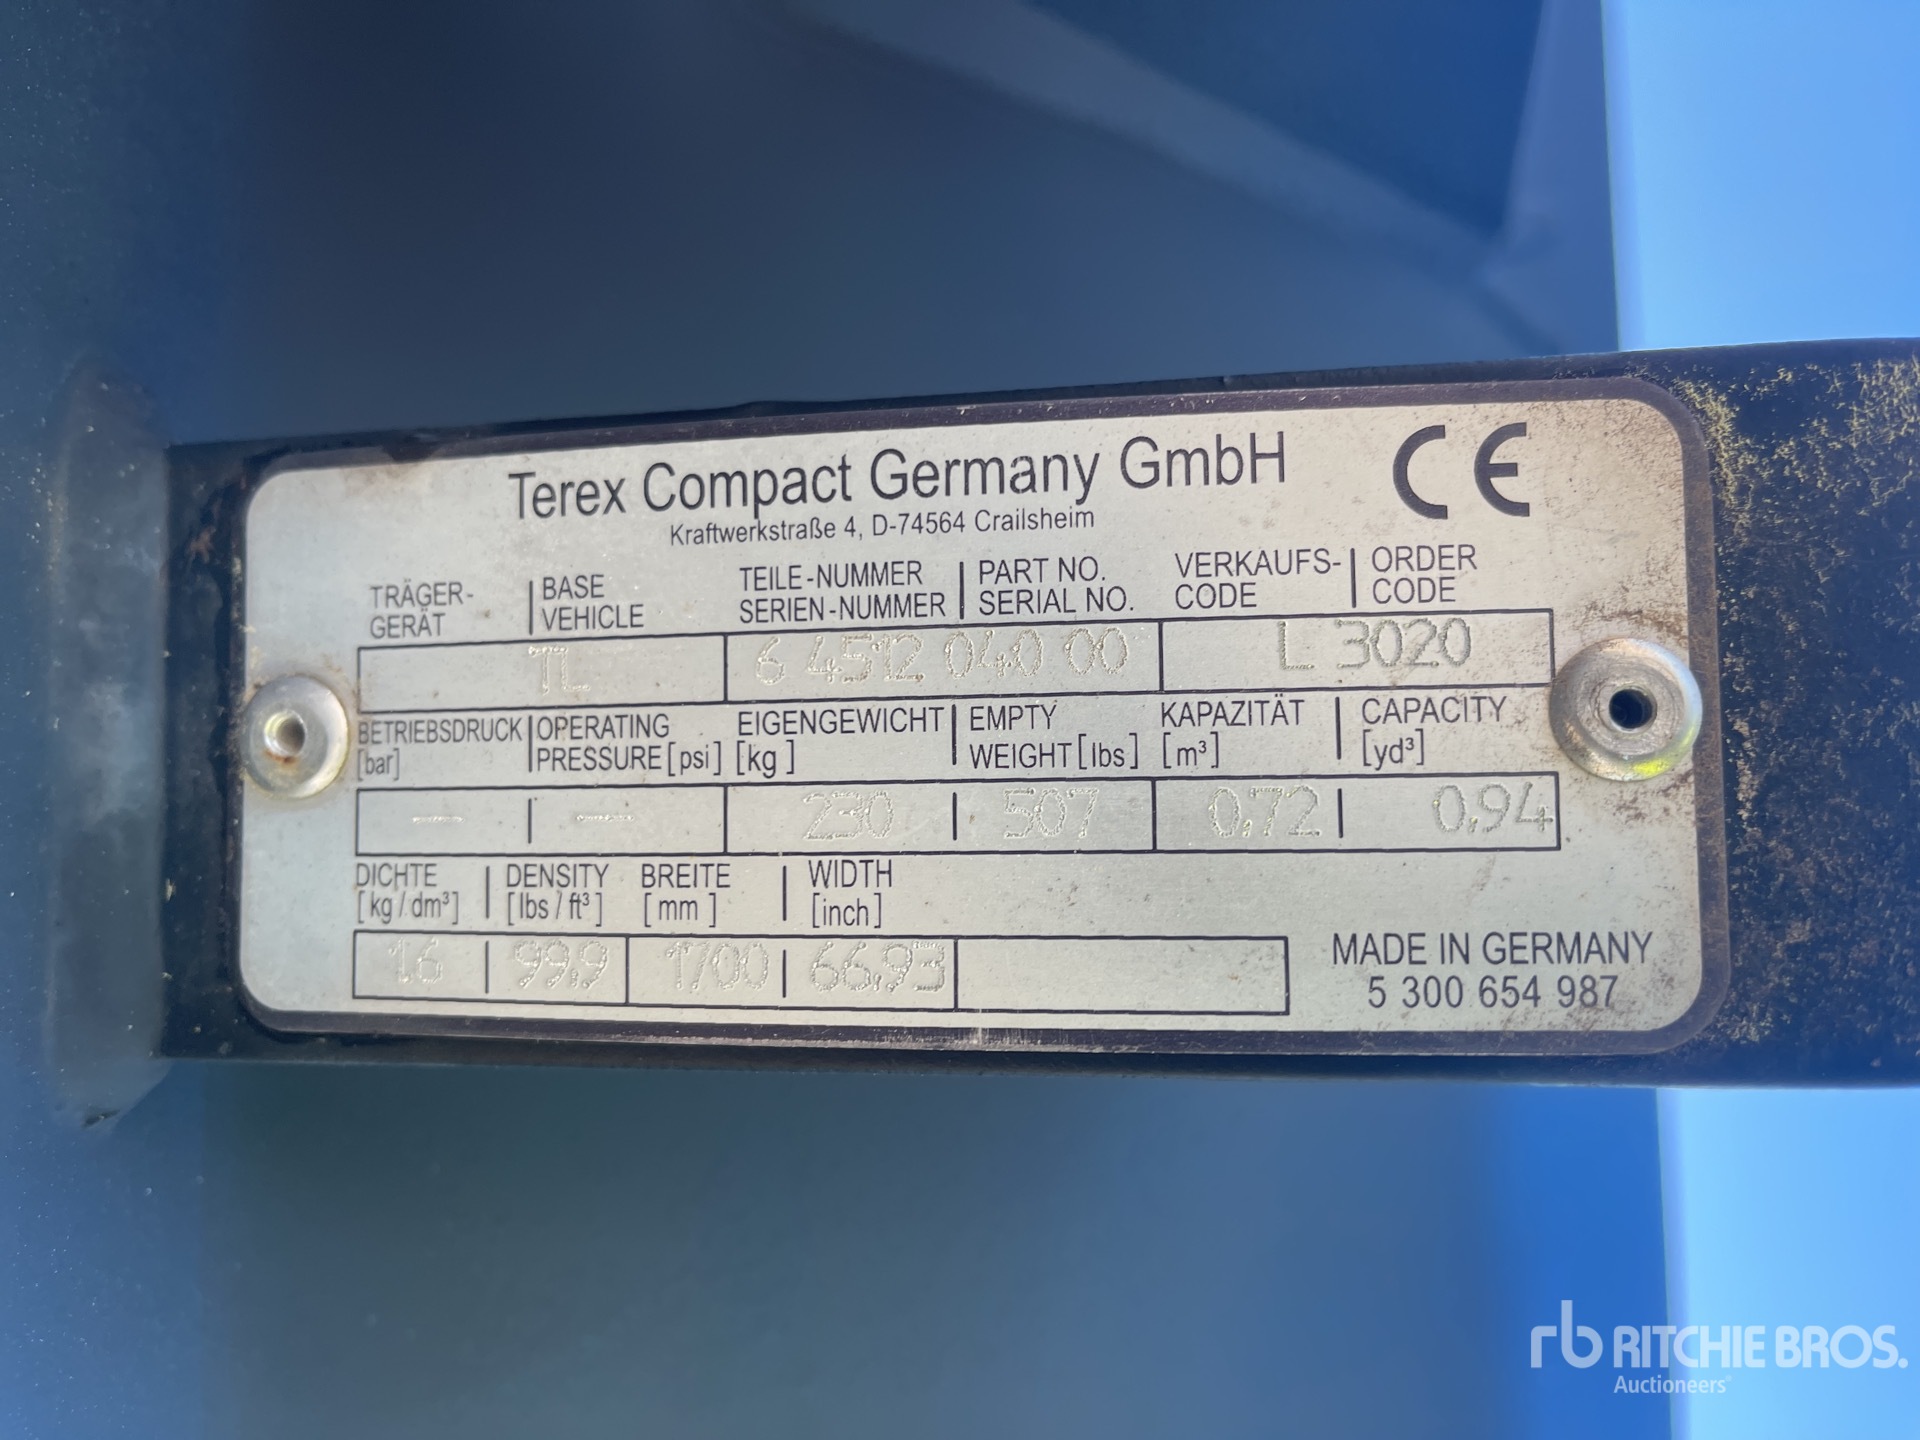 Terex Compact Germany GmbH CE
Kraftwerkstraße 4, D-74564 Crailsheim
TRÄGER- | BASE TEILE-NUMMER | PART NO. VERKAUFS- | ORDER
GERÄT | VEHICLE SERIEN-NUMMER | SERIAL NO. CODE | CODE
TL 6 4512 040 00 L 3020
BETRIEBSDRUCK | OPERATING EIGENGEWICHT | EMPTY KAPAZITÄT | CAPACITY
[bar] | PRESSURE [psi] [kg] | WEIGHT [lbs] [m³] | [yd³]
— | — 230 | 507 0.72 | 0.94
DICHTE | DENSITY BREITE | WIDTH
[kg/dm³] | [lbs/ft³] [mm] | [inch]
1.6 | 99.9 1700 | 66.93
MADE IN GERMANY
5 300 654 987
rb RITCHIE BROS.
Auctioneers